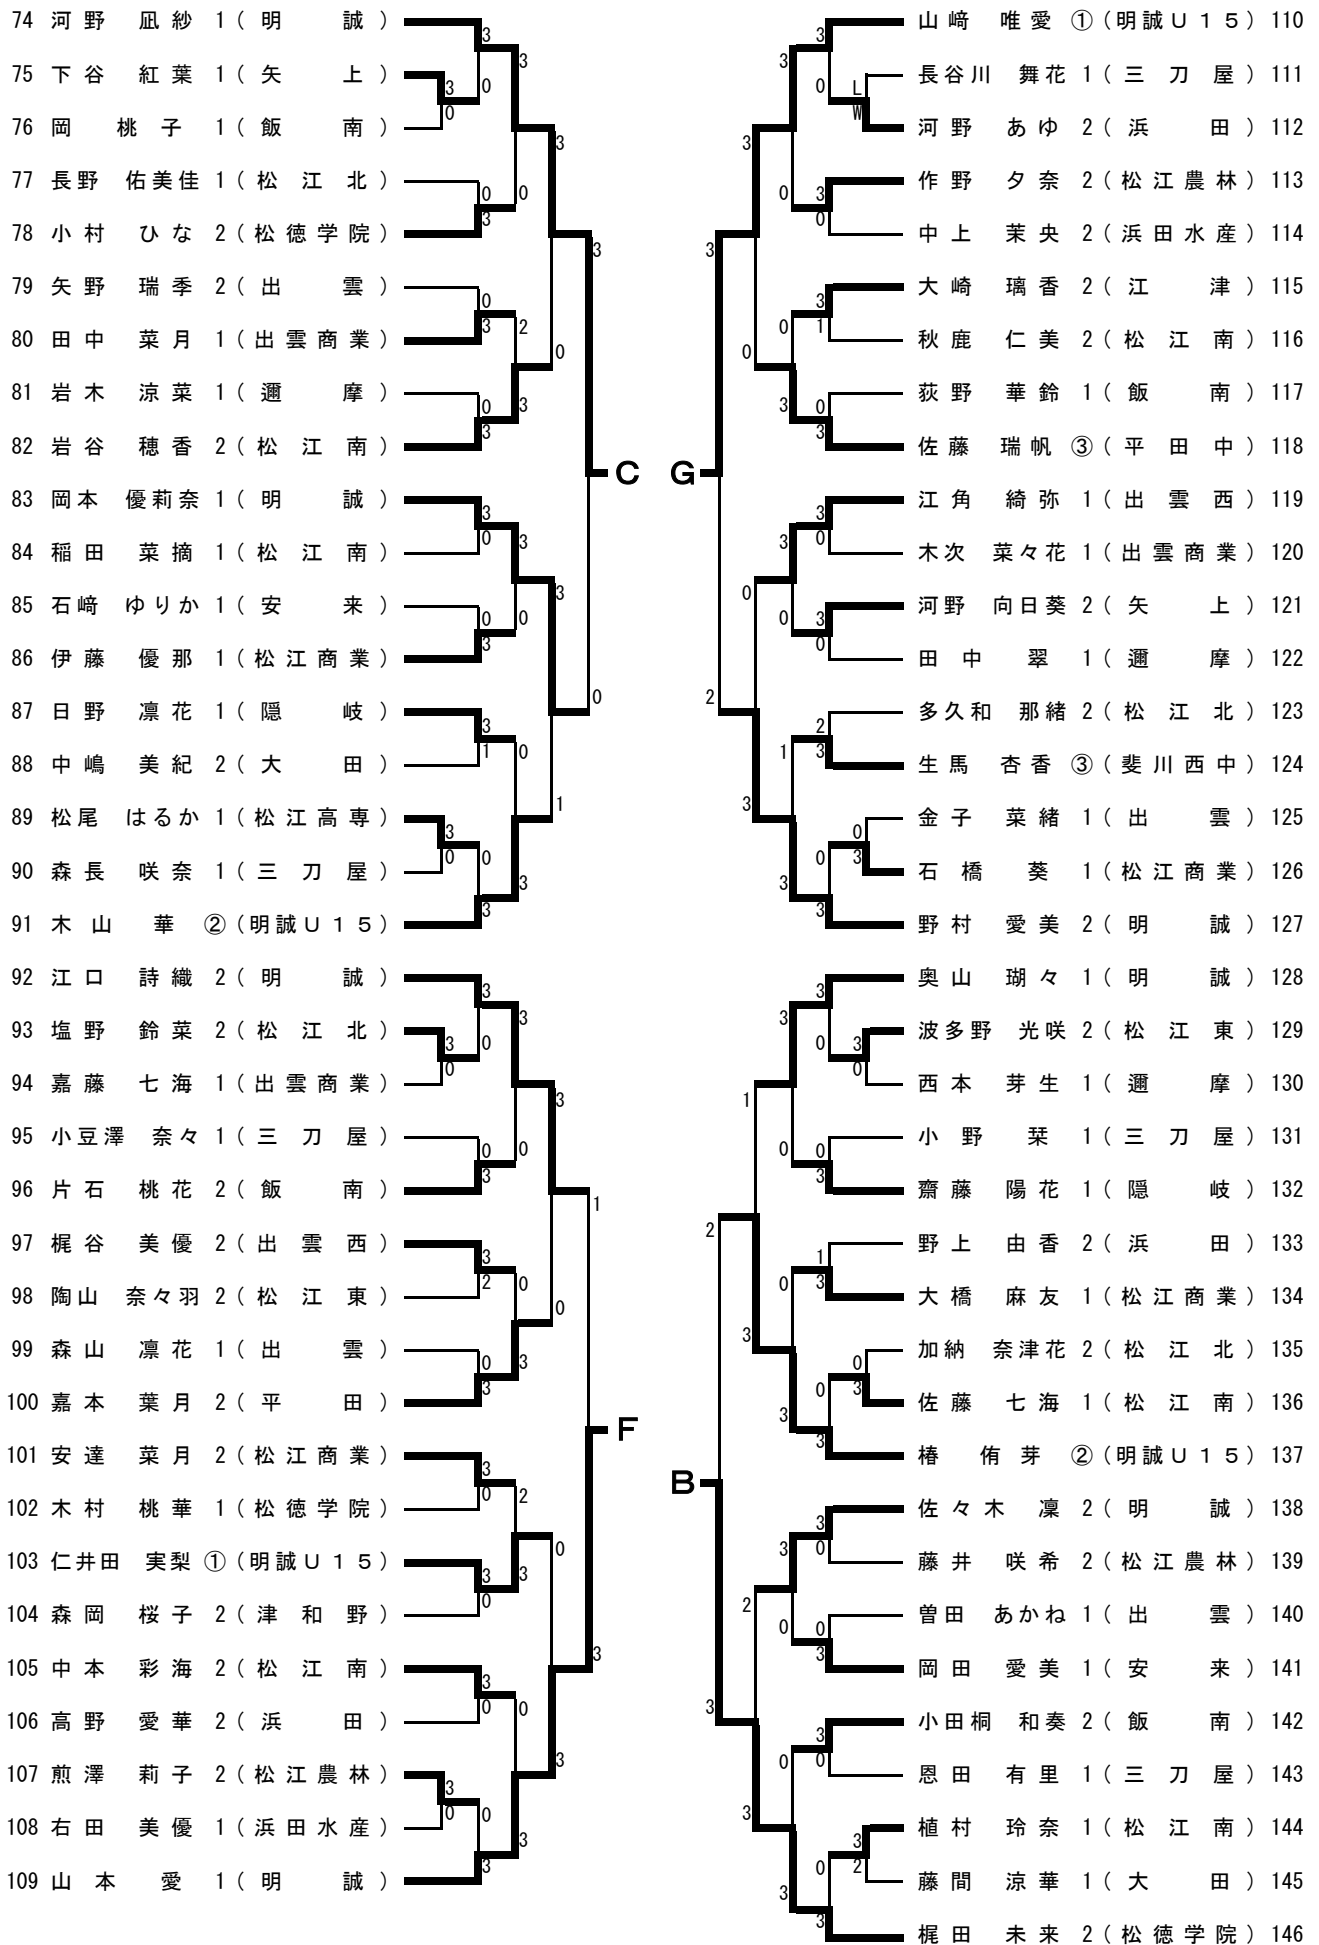 74 河野 凪紗 1 ( 明 誠 )
75 下谷 紅葉 1 ( 矢 上 )
76 岡 桃子 1 ( 飯 南 )
77 長野 佑美佳 1 ( 松 江 北 )
78 小村 ひな 2 ( 松徳学院 )
79 矢野 瑞季 2 ( 出 雲 )
80 田中 菜月 1 ( 出雲商業 )
81 岩木 涼菜 1 ( 邇 摩 )
82 岩谷 穂香 2 ( 松 江 南 )
83 岡本 優莉奈 1 ( 明 誠 )
84 稲田 菜摘 1 ( 松 江 南 )
85 石﨑 ゆりか 1 ( 安 来 )
86 伊藤 優那 1 ( 松江商業 )
87 日野 凛花 1 ( 隠 岐 )
88 中嶋 美紀 2 ( 大 田 )
89 松尾 はるか 1 ( 松江高専 )
90 森長 咲奈 1 ( 三 刀 屋 )
91 木山 華 ② (明誠Ｕ１５)
C
92 江口 詩織 2 ( 明 誠 )
93 塩野 鈴菜 2 ( 松 江 北 )
94 嘉藤 七海 1 ( 出雲商業 )
95 小豆澤 奈々 1 ( 三 刀 屋 )
96 片石 桃花 2 ( 飯 南 )
97 梶谷 美優 2 ( 出 雲 西 )
98 陶山 奈々羽 2 ( 松 江 東 )
99 森山 凛花 1 ( 出 雲 )
100 嘉本 葉月 2 ( 平 田 )
101 安達 菜月 2 ( 松江商業 )
102 木村 桃華 1 ( 松徳学院 )
103 仁井田 実梨 ① (明誠Ｕ１５)
104 森岡 桜子 2 ( 津 和 野 )
105 中本 彩海 2 ( 松 江 南 )
106 高野 愛華 2 ( 浜 田 )
107 煎澤 莉子 2 ( 松江農林 )
108 右田 美優 1 ( 浜田水産 )
109 山本 愛 1 ( 明 誠 )
F
山﨑 唯愛 ① (明誠Ｕ１５) 110
長谷川 舞花 1 ( 三 刀 屋 ) 111
河野 あゆ 2 ( 浜 田 ) 112
作野 夕奈 2 ( 松江農林 ) 113
中上 茉央 2 ( 浜田水産 ) 114
大崎 璃香 2 ( 江 津 ) 115
秋鹿 仁美 2 ( 松 江 南 ) 116
荻野 華鈴 1 ( 飯 南 ) 117
佐藤 瑞帆 ③ ( 平 田 中 ) 118
江角 綺弥 1 ( 出 雲 西 ) 119
木次 菜々花 1 ( 出雲商業 ) 120
河野 向日葵 2 ( 矢 上 ) 121
田中 翠 1 ( 邇 摩 ) 122
多久和 那緒 2 ( 松 江 北 ) 123
生馬 杏香 ③ ( 斐川西中 ) 124
金子 菜緒 1 ( 出 雲 ) 125
石橋 葵 1 ( 松江商業 ) 126
野村 愛美 2 ( 明 誠 ) 127
G
奥山 瑚々 1 ( 明 誠 ) 128
波多野 光咲 2 ( 松 江 東 ) 129
西本 芽生 1 ( 邇 摩 ) 130
小野 栞 1 ( 三 刀 屋 ) 131
齋藤 陽花 1 ( 隠 岐 ) 132
野上 由香 2 ( 浜 田 ) 133
大橋 麻友 1 ( 松江商業 ) 134
加納 奈津花 2 ( 松 江 北 ) 135
佐藤 七海 1 ( 松 江 南 ) 136
椿 侑芽 ② (明誠Ｕ１５) 137
佐々木 凜 2 ( 明 誠 ) 138
藤井 咲希 2 ( 松江農林 ) 139
曽田 あかね 1 ( 出 雲 ) 140
岡田 愛美 1 ( 安 来 ) 141
小田桐 和奏 2 ( 飯 南 ) 142
恩田 有里 1 ( 三 刀 屋 ) 143
植村 玲奈 1 ( 松 江 南 ) 144
藤間 涼華 1 ( 大 田 ) 145
梶田 未来 2 ( 松徳学院 ) 146
B